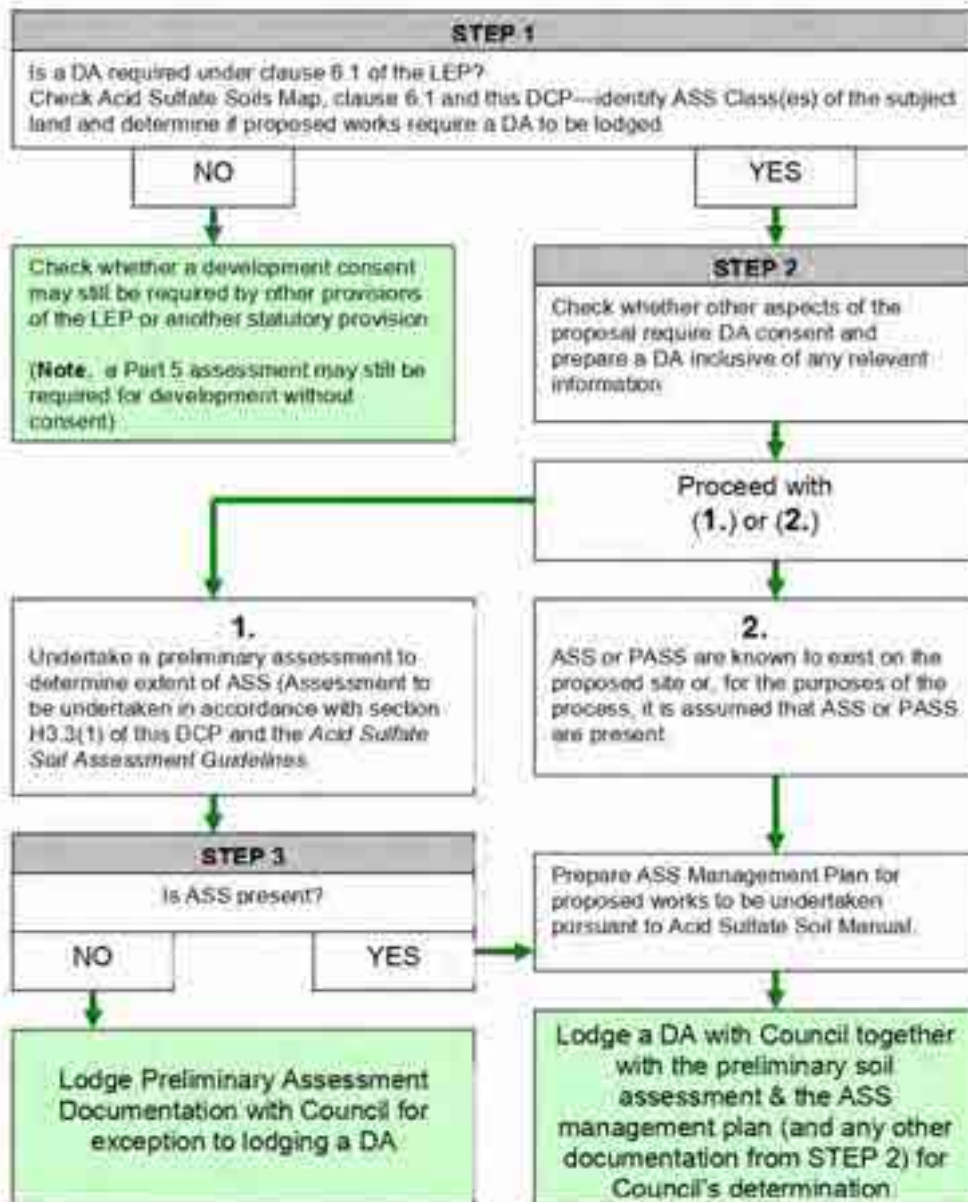 STEP 1
Is a DA required under clause 6.1 of the LEP?
Check Acid Sulfate Soils Map, clause 6.1 and this DCP—identify ASS Class(es) of the subject
land and determine if proposed works require a DA to be lodged
NO
YES
Check whether a development consent
may still be required by other provisions
of the LEP or another statutory provision
(Note, a Part 5 assessment may still be
required for development without
consent)
STEP 2
Check whether other aspects of the
proposal require DA consent and
prepare a DA inclusive of any relevant
information
Proceed with
(1.) or (2.)
1.
Undertake a preliminary assessment to
determine extent of ASS (Assessment to
be undertaken in accordance with section
H3.3(1) of this DCP and the Acid Sulfate
Soil Assessment Guidelines.
2.
ASS or PASS are known to exist on the
proposed site or, for the purposes of the
process, it is assumed that ASS or PASS
are present
STEP 3
Is ASS present?
NO
YES
Prepare ASS Management Plan for
proposed works to be undertaken
pursuant to Acid Sulfate Soil Manual.
Lodge Preliminary Assessment
Documentation with Council for
exception to lodging a DA
Lodge a DA with Council together
with the preliminary soil
assessment & the ASS
management plan (and any other
documentation from STEP 2) for
Council's determination